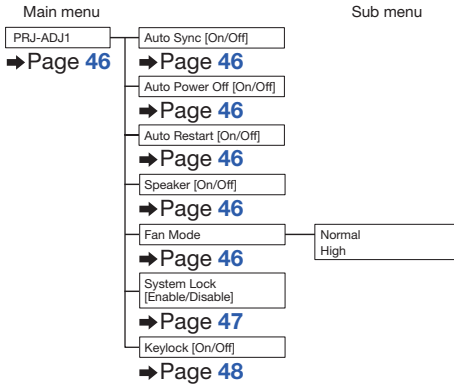 Main menu
Sub menu
PRJ-ADJ1
➡Page 46
Auto Sync [On/Off]
➡Page 46
Auto Power Off [On/Off]
➡Page 46
Auto Restart [On/Off]
➡Page 46
Speaker [On/Off]
➡Page 46
Fan Mode
➡Page 46
Normal
High
System Lock
[Enable/Disable]
➡Page 47
Keylock [On/Off]
➡Page 48